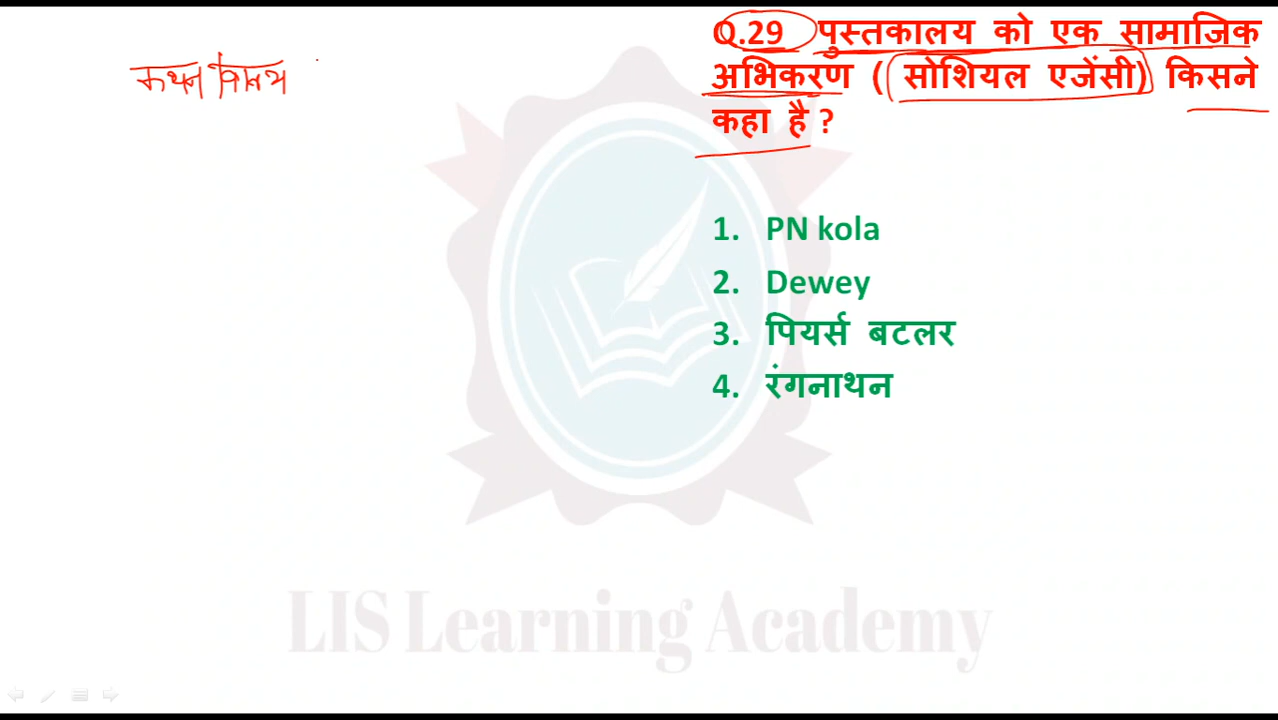 Q.29 पुस्तकालय को एक सामाजिक
अभिकरण ( सोशियल एजेंसी) किसने
कहा है ?
कथन
1. PN kola
2. Dewey
3. पियर्स बटलर
4. रंगनाथन
LIS Learning Academy